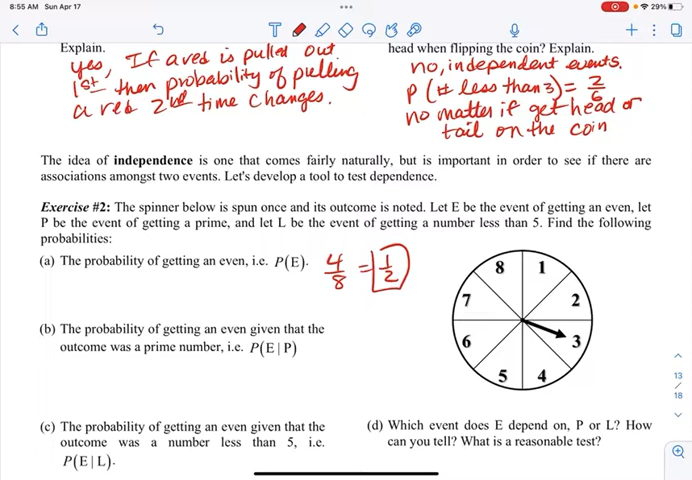 8:55 AM Sun Apr 17
29%
Explain.
yes, If a red is pulled out
1st then probability of pulling
a red 2nd time changes.
head when flipping the coin? Explain.
no, independent events.
P (# less than 3) = 2/6
no matter if get head or
tail on the coin
The idea of independence is one that comes fairly naturally, but is important in order to see if there are
associations amongst two events. Let's develop a tool to test dependence.
Exercise #2: The spinner below is spun once and its outcome is noted. Let E be the event of getting an even, let
P be the event of getting a prime, and let L be the event of getting a number less than 5. Find the following
probabilities:
(a) The probability of getting an even, i.e. P(E). 4/8 = 1/2
8 1
7 2
6 3
5 4
(b) The probability of getting an even given that the
outcome was a prime number, i.e. P(E | P)
(c) The probability of getting an even given that the
outcome was a number less than 5, i.e.
P(E | L).
(d) Which event does E depend on, P or L? How
can you tell? What is a reasonable test?
13
/
18